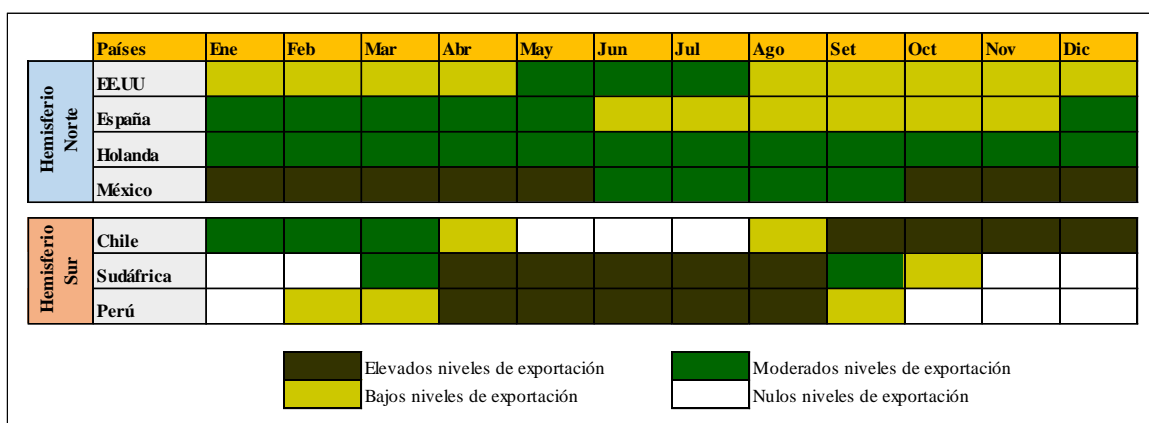 Países Ene Feb Mar Abr May Jun Jul Ago Set Oct Nov Dic
Hemisferio
Norte
EE.UU
España
Holanda
México
Hemisferio
Sur
Chile
Sudáfrica
Perú
Elevados niveles de exportación
Moderados niveles de exportación
Bajos niveles de exportación
Nulos niveles de exportación